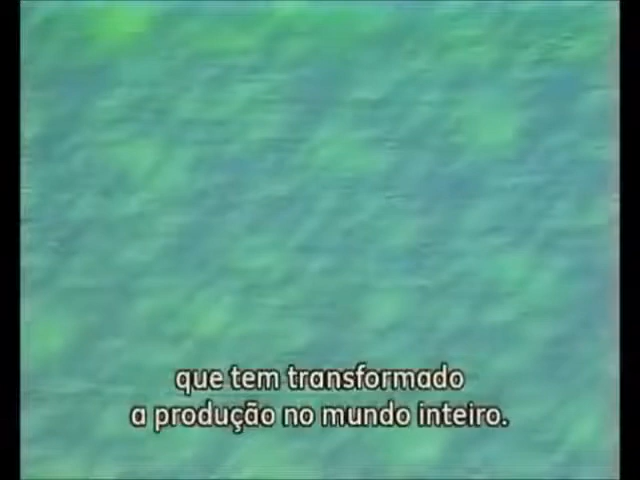 que tem transformado
a produção no mundo inteiro.